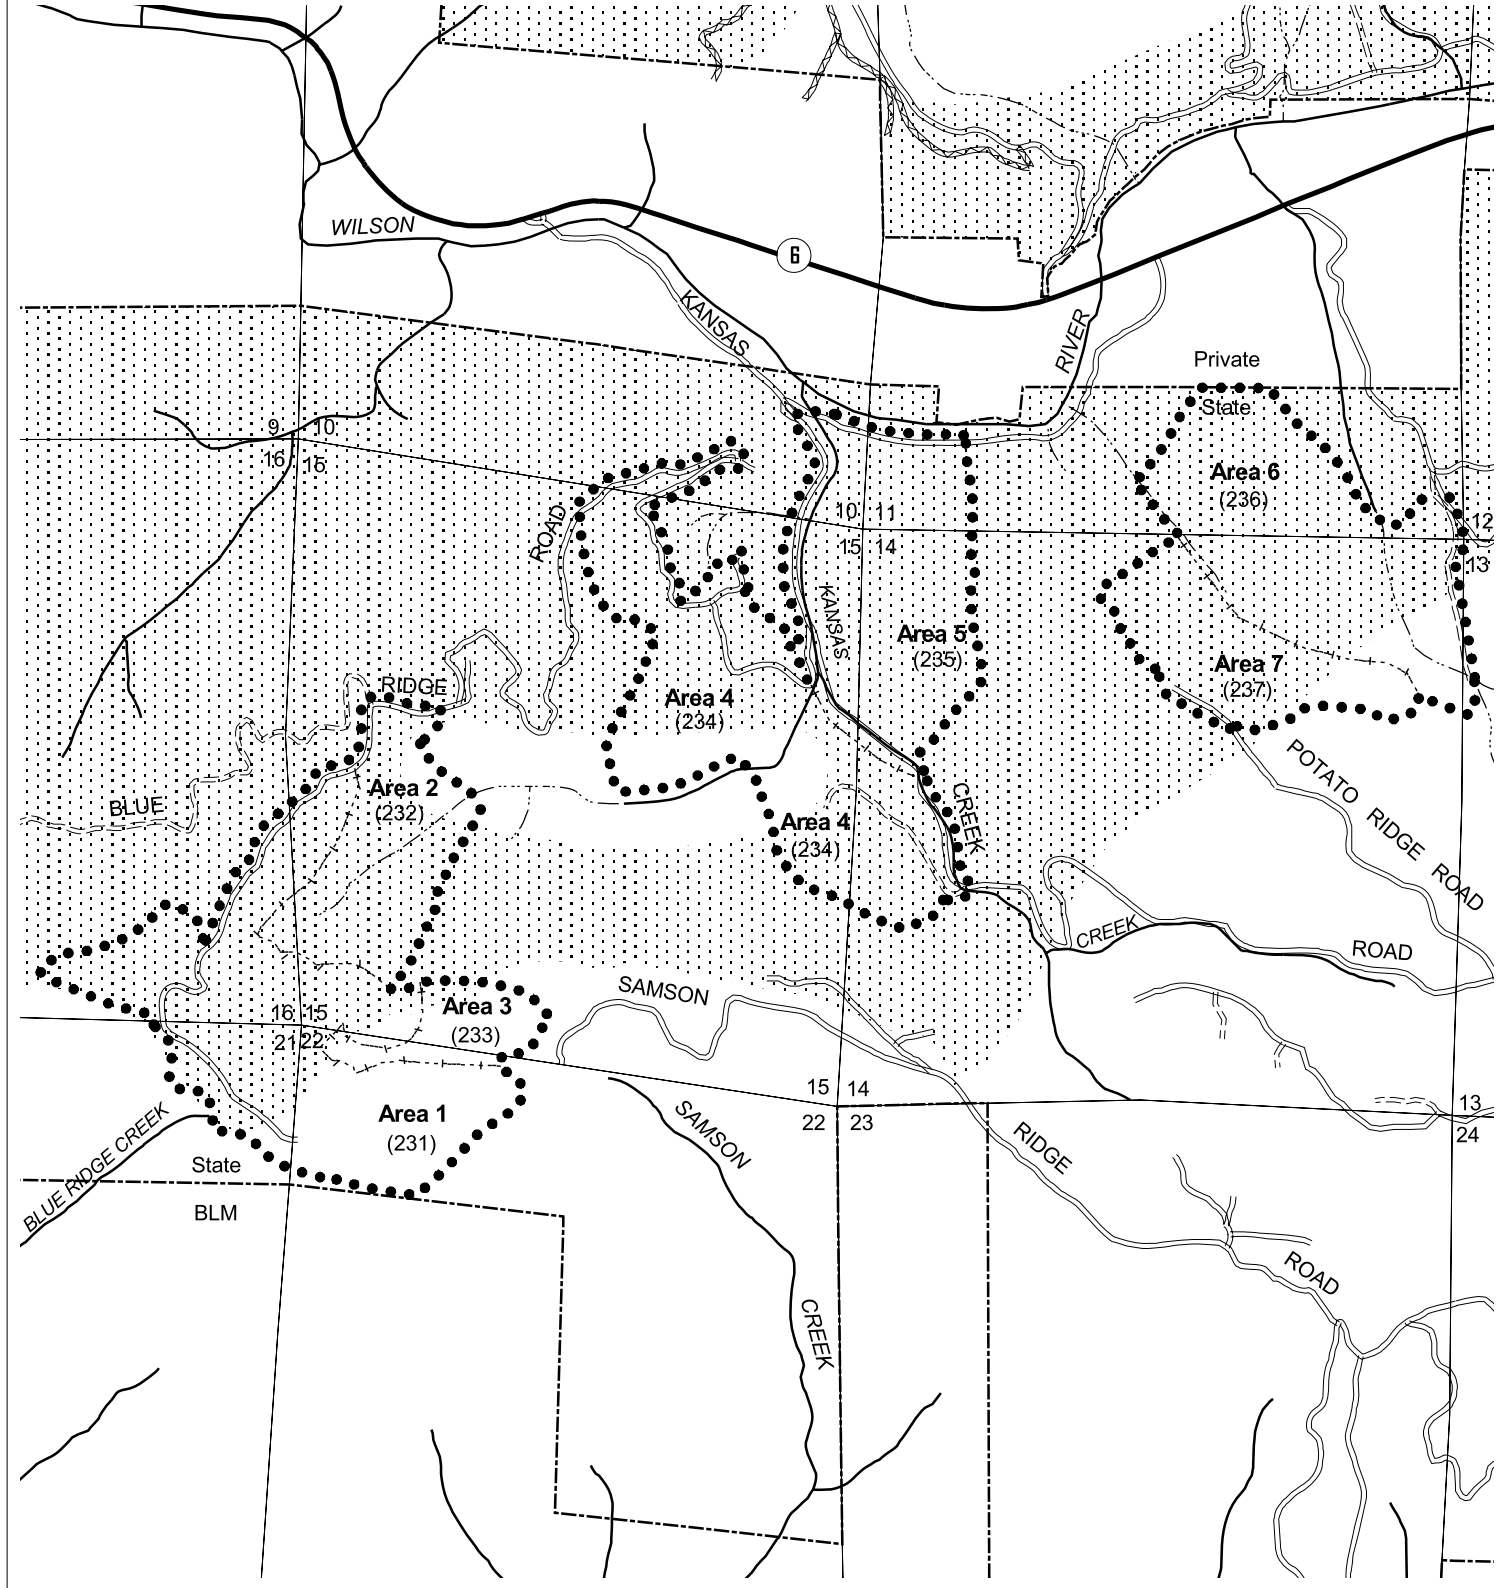 WILSON
6
KANSAS
RIVER
Private
State
9
10
16
15
Area 6
(236)
10
11
15
14
12
13
ROAD
KANSAS
Area 5
(235)
Area 7
(237)
RIDGE
Area 4
(234)
BLUE
Area 2
(232)
Area 4
(234)
CREEK
POTATO RIDGE ROAD
CREEK
ROAD
SAMSON
16
15
21
22
Area 3
(233)
15
14
22
23
13
24
Area 1
(231)
BLUE RIDGE CREEK
State
BLM
SAMSON
RIDGE
ROAD
CREEK